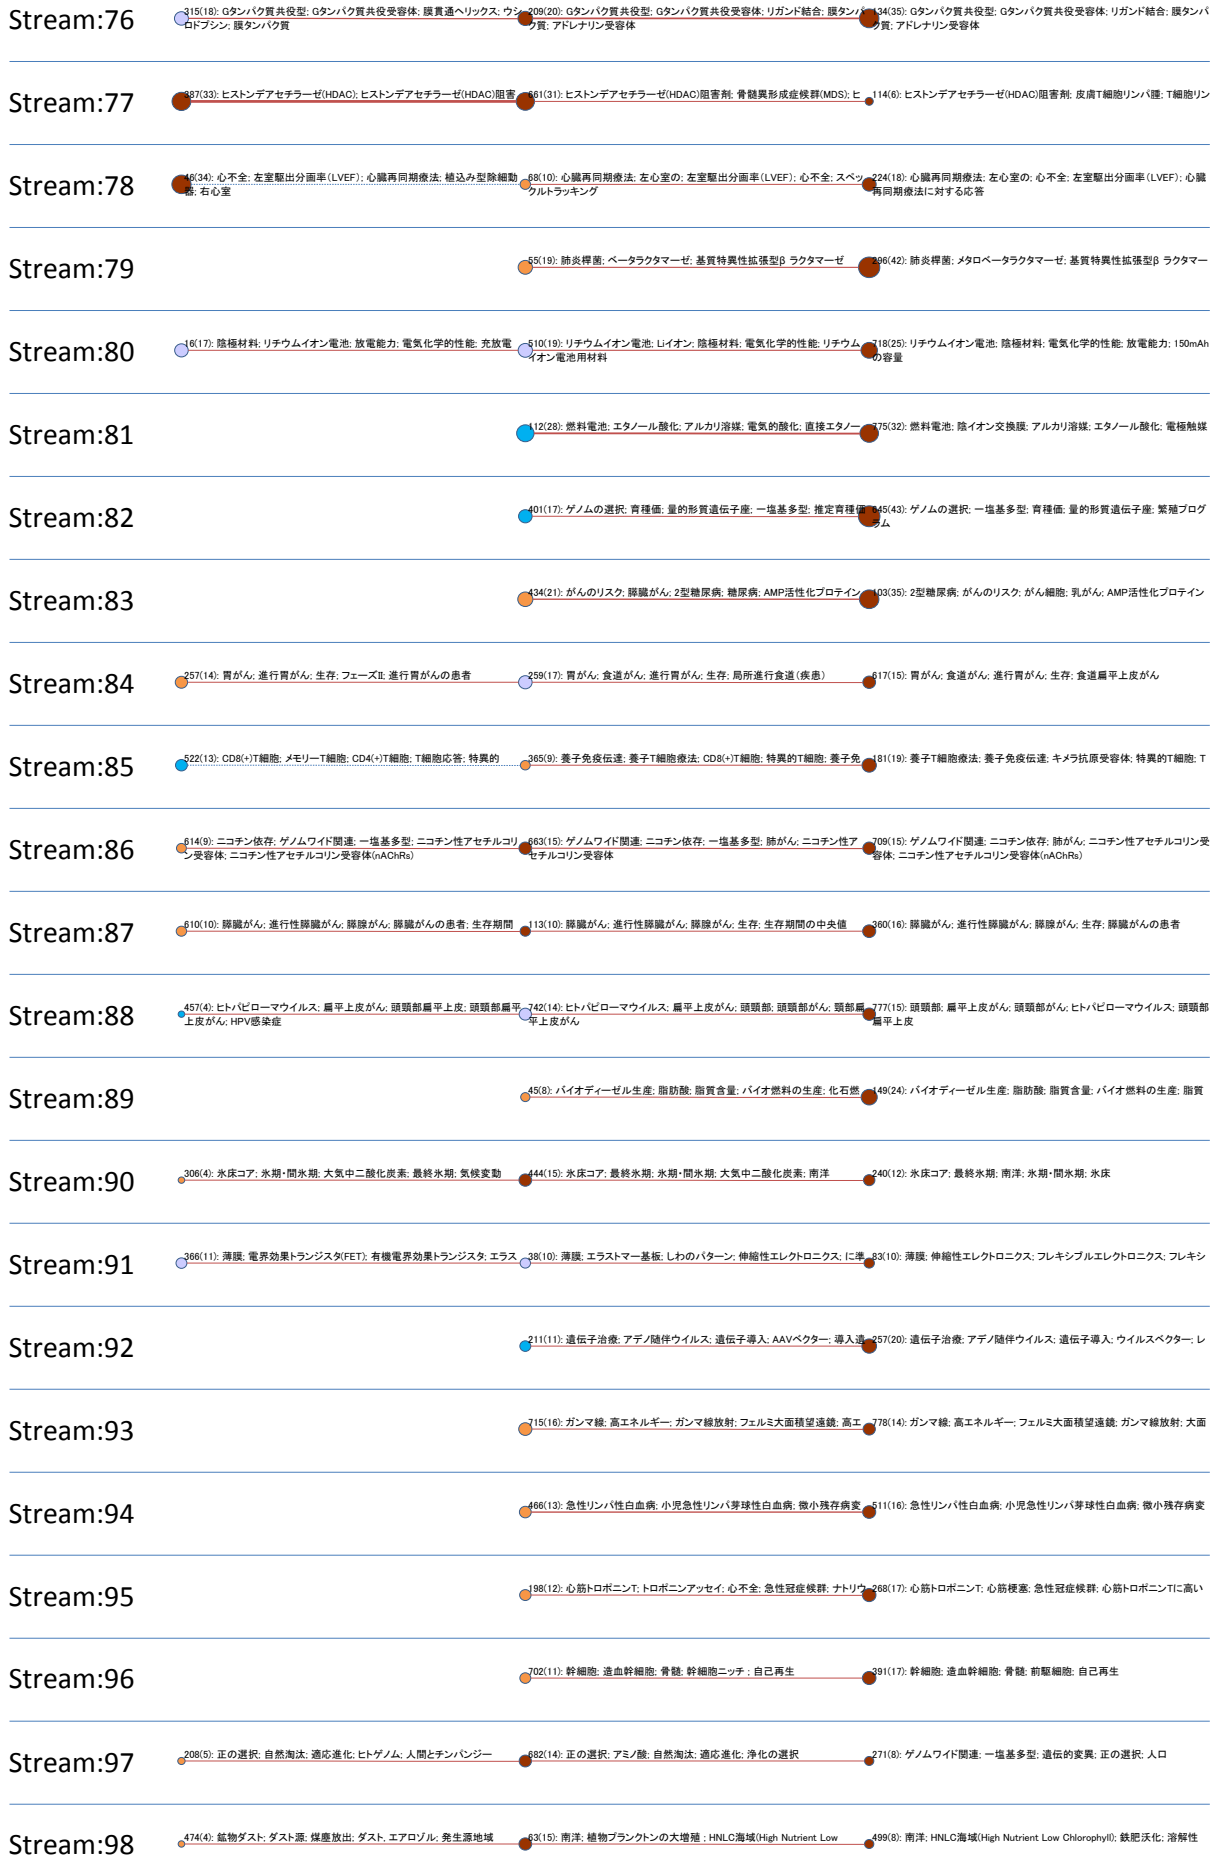 Stream:76
315(18): Gタンパク質共役型; Gタンパク質共役受容体; 膜貫通ヘリックス; ウシ
ロドプシン; 膜タンパク質
209(20): Gタンパク質共役型; Gタンパク質共役受容体; リガンド結合; 膜タンパ
ク質; アドレナリン受容体
134(35): Gタンパク質共役型; Gタンパク質共役受容体; リガンド結合; 膜タンパ
ク質; アドレナリン受容体
Stream:77
387(33): ヒストンデアセチラーゼ(HDAC); ヒストンデアセチラーゼ(HDAC)阻害
661(31): ヒストンデアセチラーゼ(HDAC)阻害剤; 骨髄異形成症候群(MDS); ヒ
114(6): ヒストンデアセチラーゼ(HDAC)阻害剤; 皮膚T細胞リンパ腫; T細胞リン
Stream:78
46(34): 心不全; 左室駆出分画率(LVEF); 心臓再同期療法; 植込み型除細動
器; 右心室
68(10): 心臓再同期療法; 左心室の; 左室駆出分画率(LVEF); 心不全; スペッ
クルトラッキング
224(18): 心臓再同期療法; 左心室の; 心不全; 左室駆出分画率(LVEF); 心臓
再同期療法に対する応答
Stream:79
55(19): 肺炎桿菌; ベータラクタマーゼ; 基質特異性拡張型β ラクタマーゼ
296(42): 肺炎桿菌; メタロベータラクタマーゼ; 基質特異性拡張型β ラクタマー
Stream:80
16(17): 陰極材料; リチウムイオン電池; 放電能力; 電気化学的性能; 充放電
510(19): リチウムイオン電池; Liイオン; 陰極材料; 電気化学的性能; リチウム
イオン電池用材料
718(25): リチウムイオン電池; 陰極材料; 電気化学的性能; 放電能力; 150mAh
の容量
Stream:81
112(28): 燃料電池; エタノール酸化; アルカリ溶媒; 電気的酸化; 直接エタノー
775(32): 燃料電池; 陰イオン交換膜; アルカリ溶媒; エタノール酸化; 電極触媒
Stream:82
401(17): ゲノムの選択; 育種価; 量的形質遺伝子座; 一塩基多型; 推定育種価
645(43): ゲノムの選択; 一塩基多型; 育種価; 量的形質遺伝子座; 繁殖プログ
ラム
Stream:83
434(21): がんのリスク; 膵臓がん; 2型糖尿病; 糖尿病; AMP活性化プロテイン
103(35): 2型糖尿病; がんのリスク; がん細胞; 乳がん; AMP活性化プロテイン
Stream:84
257(14): 胃がん; 進行胃がん; 生存; フェーズII; 進行胃がんの患者
259(17): 胃がん; 食道がん; 進行胃がん; 生存; 局所進行食道(疾患)
617(15): 胃がん; 食道がん; 進行胃がん; 生存; 食道扁平上皮がん
Stream:85
522(13): CD8(+)T細胞; メモリーT細胞; CD4(+)T細胞; T細胞応答; 特異的
365(9): 養子免疫伝達; 養子T細胞療法; CD8(+)T細胞; 特異的T細胞; 養子免
181(19): 養子T細胞療法; 養子免疫伝達; キメラ抗原受容体; 特異的T細胞; T
Stream:86
614(9): ニコチン依存; ゲノムワイド関連; 一塩基多型; ニコチン性アセチルコリ
ン受容体; ニコチン性アセチルコリン受容体(nAChRs)
663(15): ゲノムワイド関連; ニコチン依存; 一塩基多型; 肺がん; ニコチン性ア
セチルコリン受容体
709(15): ゲノムワイド関連; ニコチン依存; 肺がん; ニコチン性アセチルコリン受
容体; ニコチン性アセチルコリン受容体(nAChRs)
Stream:87
610(10): 膵臓がん; 進行性膵臓がん; 膵腺がん; 膵臓がんの患者; 生存期間
113(10): 膵臓がん; 進行性膵臓がん; 膵腺がん; 生存; 生存期間の中央値
360(16): 膵臓がん; 進行性膵臓がん; 膵腺がん; 生存; 膵臓がんの患者
Stream:88
457(4): ヒトパピローマウイルス; 扁平上皮がん; 頭頸部扁平上皮; 頭頸部扁平
上皮がん; HPV感染症
742(14): ヒトパピローマウイルス; 扁平上皮がん; 頭頸部; 頭頸部がん; 頸部扁
平上皮がん
777(15): 頭頸部; 扁平上皮がん; 頭頸部がん; ヒトパピローマウイルス; 頭頸部
扁平上皮
Stream:89
45(8): バイオディーゼル生産; 脂肪酸; 脂質含量; バイオ燃料の生産; 化石燃
149(24): バイオディーゼル生産; 脂肪酸; 脂質含量; バイオ燃料の生産; 脂質
Stream:90
306(4): 氷床コア; 氷期・間氷期; 大気中二酸化炭素; 最終氷期; 気候変動
444(15): 氷床コア; 最終氷期; 氷期・間氷期; 大気中二酸化炭素; 南洋
240(12): 氷床コア; 最終氷期; 南洋; 氷期・間氷期; 氷床
Stream:91
366(11): 薄膜; 電界効果トランジスタ(FET); 有機電界効果トランジスタ; エラス
38(10): 薄膜; エラストマー基板; しわのパターン; 伸縮性エレクトロニクス; に準
83(10): 薄膜; 伸縮性エレクトロニクス; フレキシブルエレクトロニクス; フレキシ
Stream:92
211(11): 遺伝子治療; アデノ随伴ウイルス; 遺伝子導入; AAVベクター; 導入遺
257(20): 遺伝子治療; アデノ随伴ウイルス; 遺伝子導入; ウイルスベクター; レ
Stream:93
715(16): ガンマ線; 高エネルギー; ガンマ線放射; フェルミ大面積望遠鏡; 高エ
778(14): ガンマ線; 高エネルギー; フェルミ大面積望遠鏡; ガンマ線放射; 大面
Stream:94
466(13): 急性リンパ性白血病; 小児急性リンパ芽球性白血病; 微小残存病変
511(16): 急性リンパ性白血病; 小児急性リンパ芽球性白血病; 微小残存病変
Stream:95
198(12): 心筋トロポニンT; トロポニンアッセイ; 心不全; 急性冠症候群; ナトリウ
268(17): 心筋トロポニンT; 心筋梗塞; 急性冠症候群; 心筋トロポニンTに高い
Stream:96
702(11): 幹細胞; 造血幹細胞; 骨髄; 幹細胞ニッチ ; 自己再生
391(17): 幹細胞; 造血幹細胞; 骨髄; 前駆細胞; 自己再生
Stream:97
208(5): 正の選択; 自然淘汰; 適応進化; ヒトゲノム; 人間とチンパンジー
682(14): 正の選択; アミノ酸; 自然淘汰; 適応進化; 浄化の選択
271(8): ゲノムワイド関連; 一塩基多型; 遺伝的変異; 正の選択; 人口
Stream:98
474(4): 鉱物ダスト; ダスト源; 煤塵放出; ダスト, エアロゾル; 発生源地域
63(15): 南洋; 植物プランクトンの大増殖 ; HNLC海域(High Nutrient Low
499(8): 南洋; HNLC海域(High Nutrient Low Chlorophyll); 鉄肥沃化; 溶解性